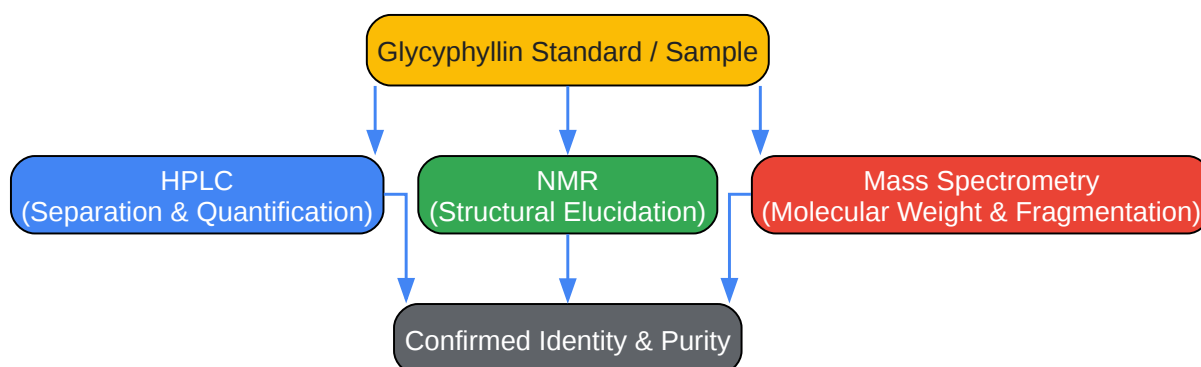 Glycyphyllin Standard / Sample
HPLC
(Separation & Quantification)
NMR
(Structural Elucidation)
Mass Spectrometry
(Molecular Weight & Fragmentation)
Confirmed Identity & Purity